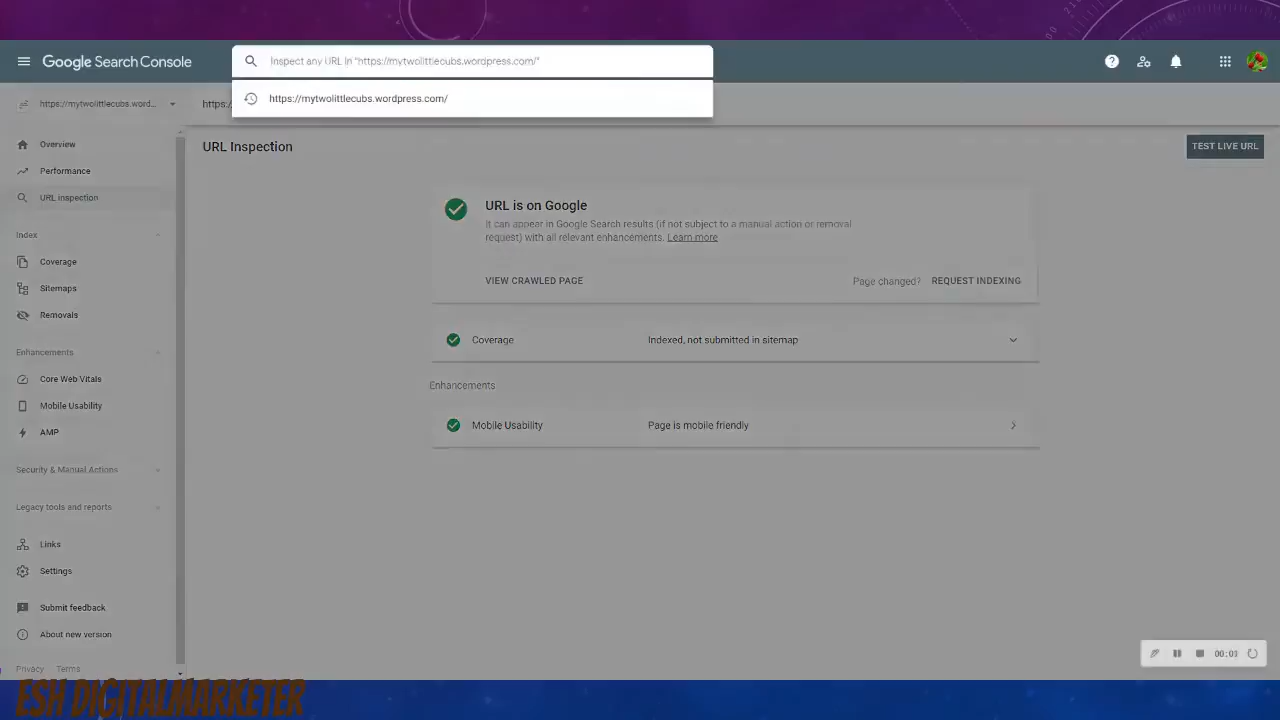 Google Search Console
Inspect any URL in "https://mytwolittlecubs.wordpress.com/"
https://mytwolittlecubs.wordpress.com/
https://mytwolittlecubs.word...
https:/
Overview
Performance
URL inspection
Index
Coverage
Sitemaps
Removals
Enhancements
Core Web Vitals
Mobile Usability
AMP
Security & Manual Actions
Legacy tools and reports
Links
Settings
Submit feedback
About new version
Privacy Terms
URL Inspection
TEST LIVE URL
URL is on Google
It can appear in Google Search results (if not subject to a manual action or removal
request) with all relevant enhancements. Learn more
VIEW CRAWLED PAGE
Page changed? REQUEST INDEXING
Coverage Indexed, not submitted in sitemap
Enhancements
Mobile Usability Page is mobile friendly
00:03
ESH DIGITALMARKETER